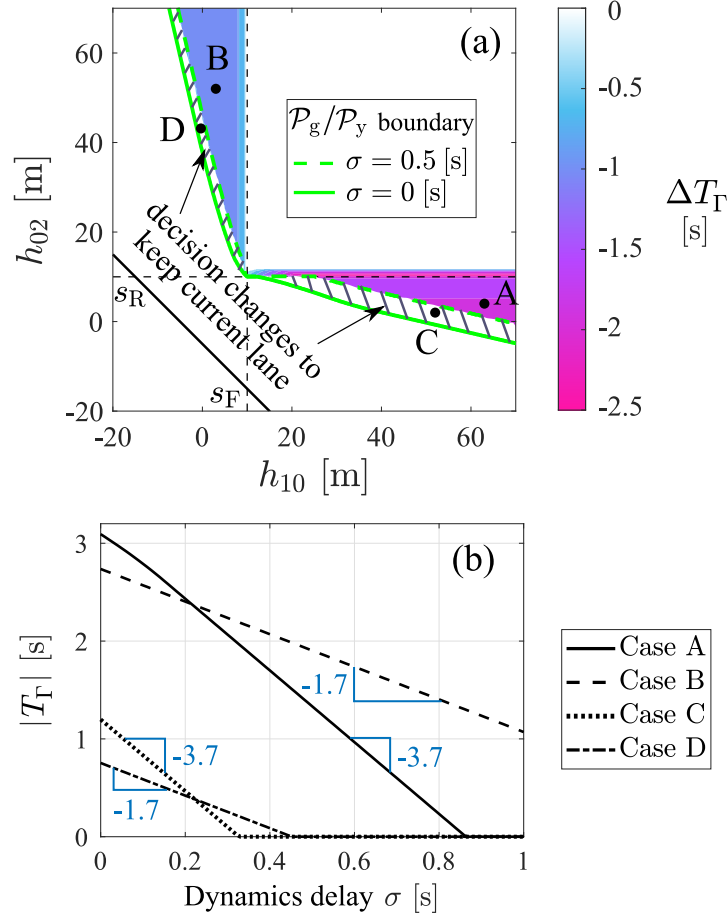 (a)
B
D
A
C
60
40
20
0
-20
h02 [m]
-20
0
20
40
60
h10 [m]
Pg/Py boundary
σ = 0.5 [s]
σ = 0 [s]
decision changes to
keep current lane
sR
sF
0
-0.5
-1
-1.5
-2
-2.5
ΔTΓ
[s]
(b)
3
2
1
0
|TΓ| [s]
0
0.2
0.4
0.6
0.8
1
Dynamics delay σ [s]
-1.7
-3.7
-3.7
-1.7
Case A
Case B
Case C
Case D